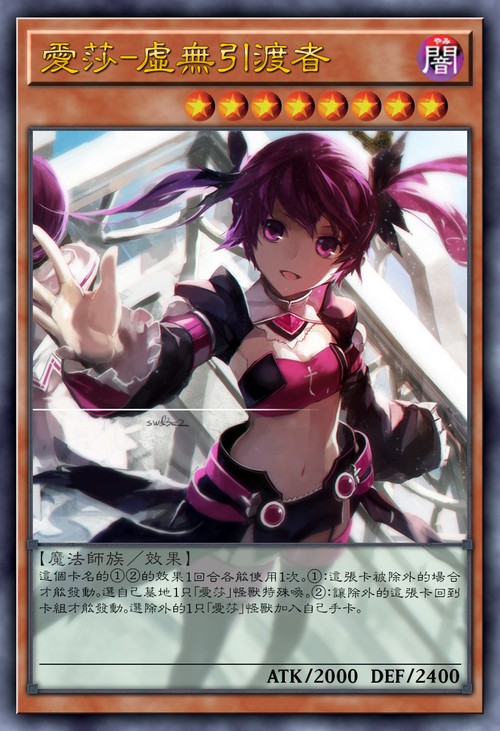 愛莎-虛無引渡者
やみ
闇
【魔法師族／效果】
這個卡名的①②的效果1回合各能使用1次。①:這張卡被除外的場合
才能發動。選自己墓地1只「愛莎」怪獸特殊喚。②:讓除外的這張卡回到
卡組才能發動。選除外的1只「愛莎」怪獸加入自己手卡。
ATK/2000 DEF/2400